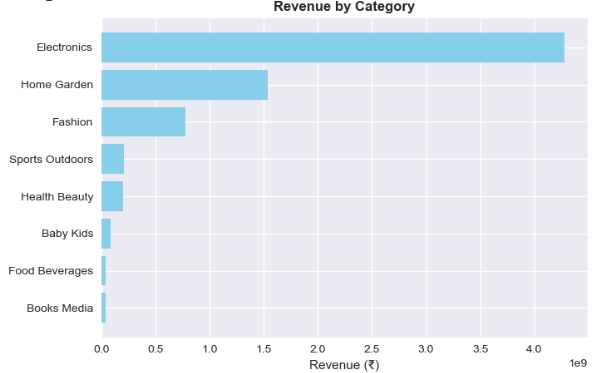 Revenue by Category
Electronics
Home Garden
Fashion
Sports Outdoors
Health Beauty
Baby Kids
Food Beverages
Books Media
0.0 0.5 1.0 1.5 2.0 2.5 3.0 3.5 4.0
1e9
Revenue (₹)